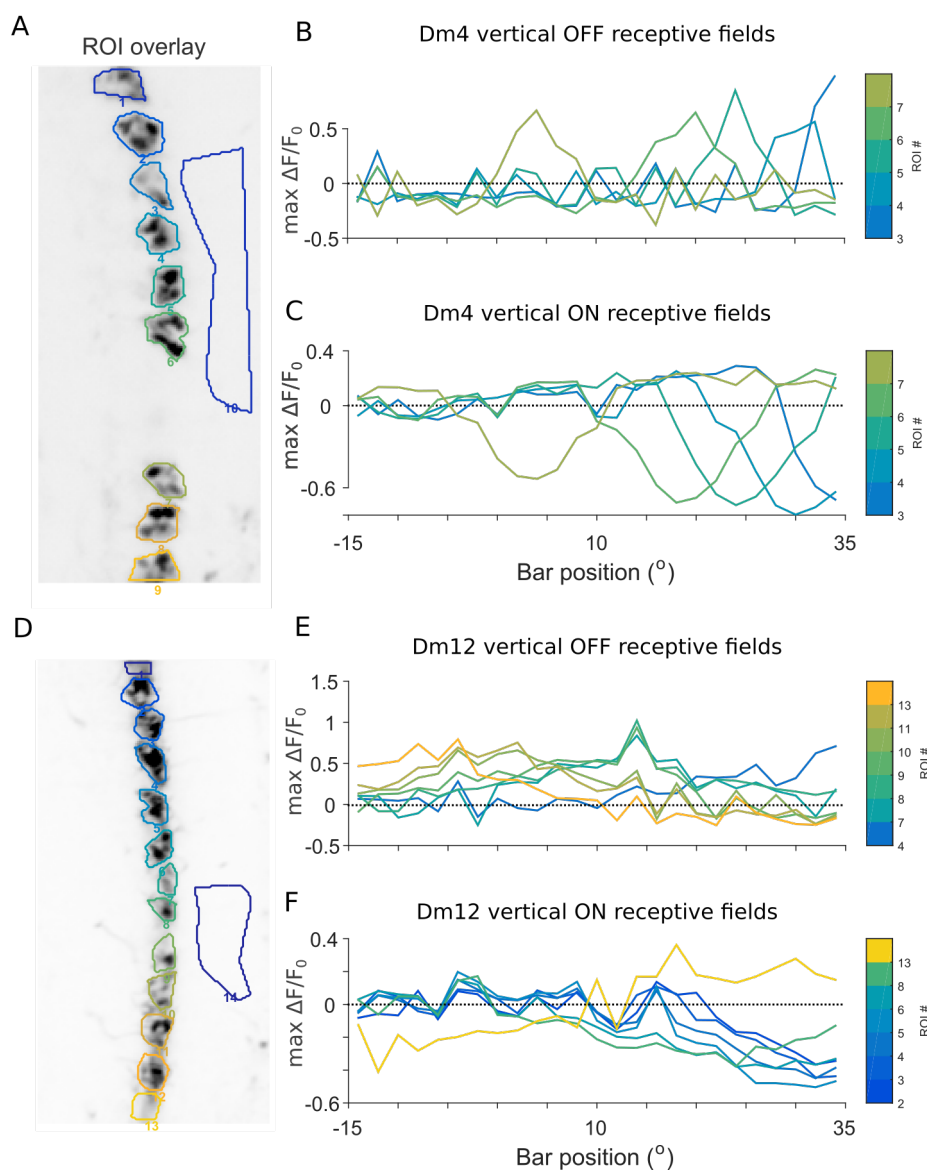 A
ROI overlay
1
2
3
4
5
6
10
7
8
9
B
Dm4 vertical OFF receptive fields
max ΔF/F0
0.5
0
-0.5
7
6
5
4
3
ROI #
C
Dm4 vertical ON receptive fields
max ΔF/F0
0.4
0
-0.6
-15
10
35
Bar position (o)
7
6
5
4
3
ROI #
D
1
4
5
6
8
14
2
13
E
Dm12 vertical OFF receptive fields
max ΔF/F0
1.5
1
0.5
0
-0.5
13
11
10
9
8
7
4
ROI #
F
Dm12 vertical ON receptive fields
max ΔF/F0
0.4
0
-0.6
-15
10
35
Bar position (o)
13
8
6
5
4
3
2
ROI #